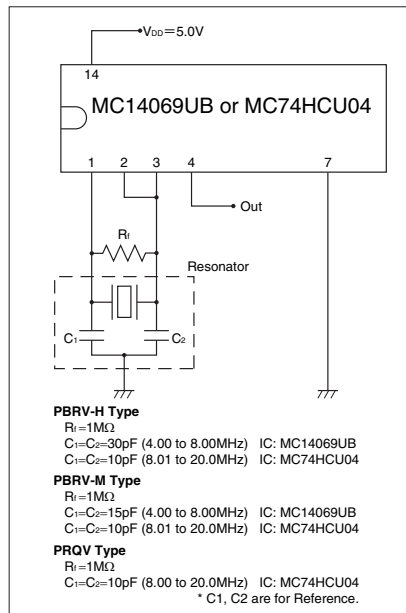 VDD=5.0V
14
MC14069UB or MC74HCU04
1 2 3 4 7
Out
Rf
Resonator
C1 C2
PBRV-H Type
Rf=1MΩ
C1=C2=30pF (4.00 to 8.00MHz) IC: MC14069UB
C1=C2=10pF (8.01 to 20.0MHz) IC: MC74HCU04
PBRV-M Type
Rf=1MΩ
C1=C2=15pF (4.00 to 8.00MHz) IC: MC14069UB
C1=C2=10pF (8.01 to 20.0MHz) IC: MC74HCU04
PRQV Type
Rf=1MΩ
C1=C2=10pF (8.00 to 20.0MHz) IC: MC74HCU04
* C1, C2 are for Reference.